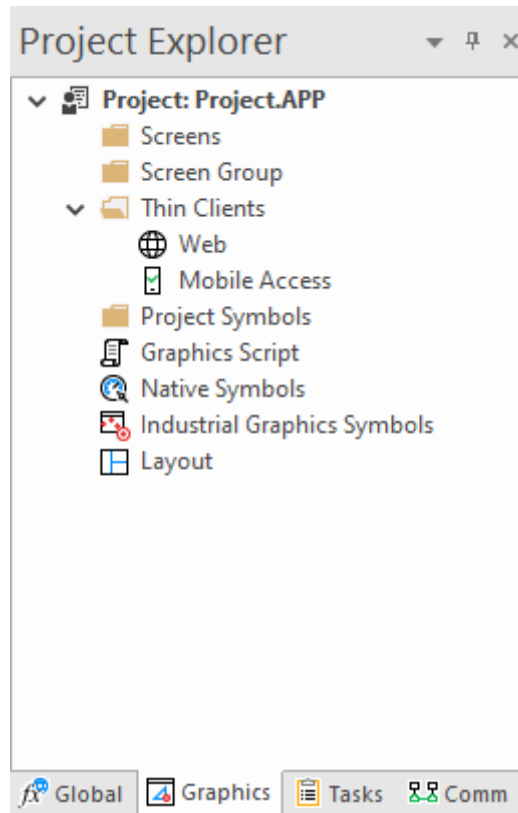 Project Explorer
Project: Project.APP
Screens
Screen Group
Thin Clients
Web
Mobile Access
Project Symbols
Graphics Script
Native Symbols
Industrial Graphics Symbols
Layout
Global Graphics Tasks Comm